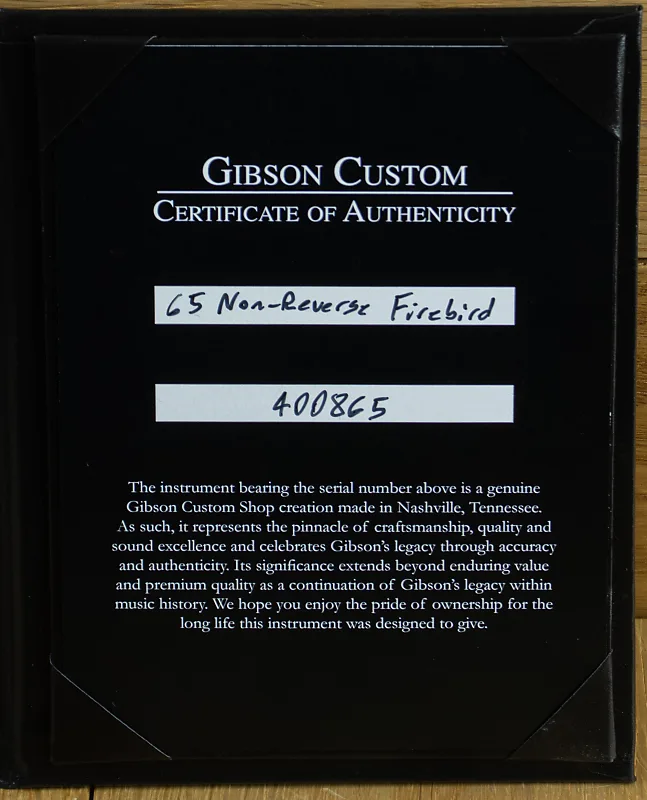 GIBSON CUSTOM
CERTIFICATE OF AUTHENTICITY
65 Non-Reverse Firebird
400865
The instrument bearing the serial number above is a genuine
Gibson Custom Shop creation made in Nashville, Tennessee.
As such, it represents the pinnacle of craftsmanship, quality and
sound excellence and celebrates Gibson's legacy through accuracy
and authenticity. Its significance extends beyond enduring value
and premium quality as a continuation of Gibson's legacy within
music history. We hope you enjoy the pride of ownership for the
long life this instrument was designed to give.